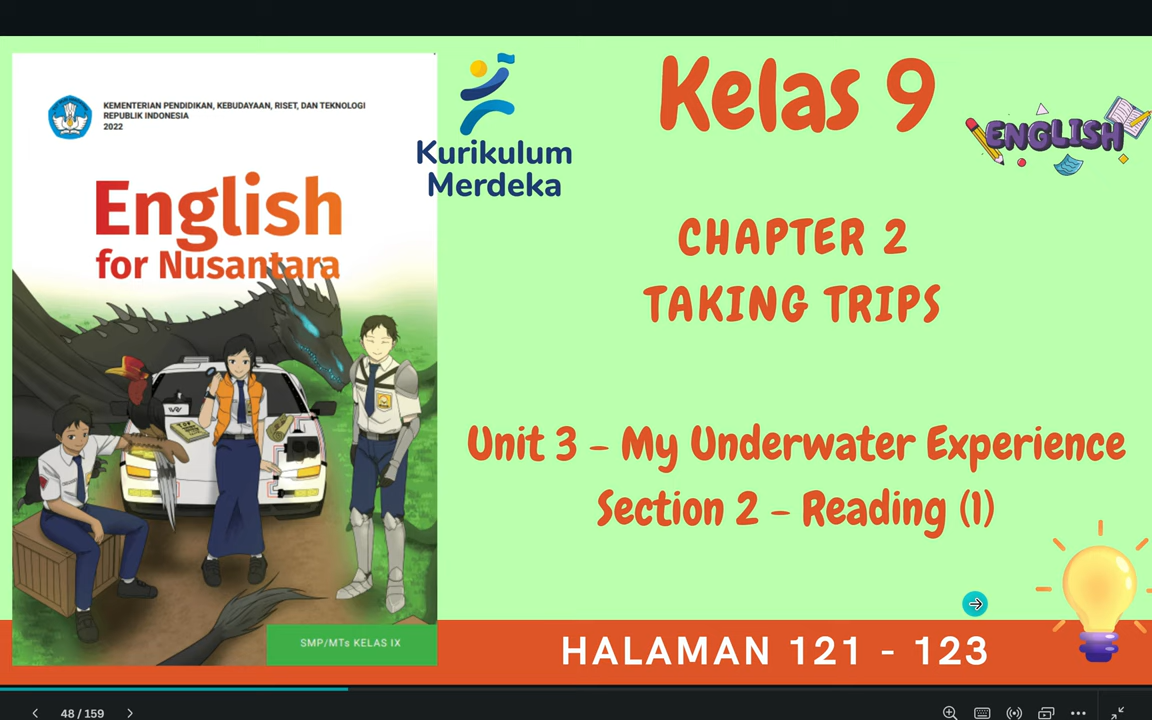 KEMENTERIAN PENDIDIKAN, KEBUDAYAAN, RISET, DAN TEKNOLOGI
REPUBLIK INDONESIA
2022
English
for Nusantara
SMP/MTs KELAS IX
Kurikulum
Merdeka
Kelas 9
ENGLISH
CHAPTER 2
TAKING TRIPS
Unit 3 - My Underwater Experience
Section 2 - Reading (1)
HALAMAN 121 - 123
48 / 159